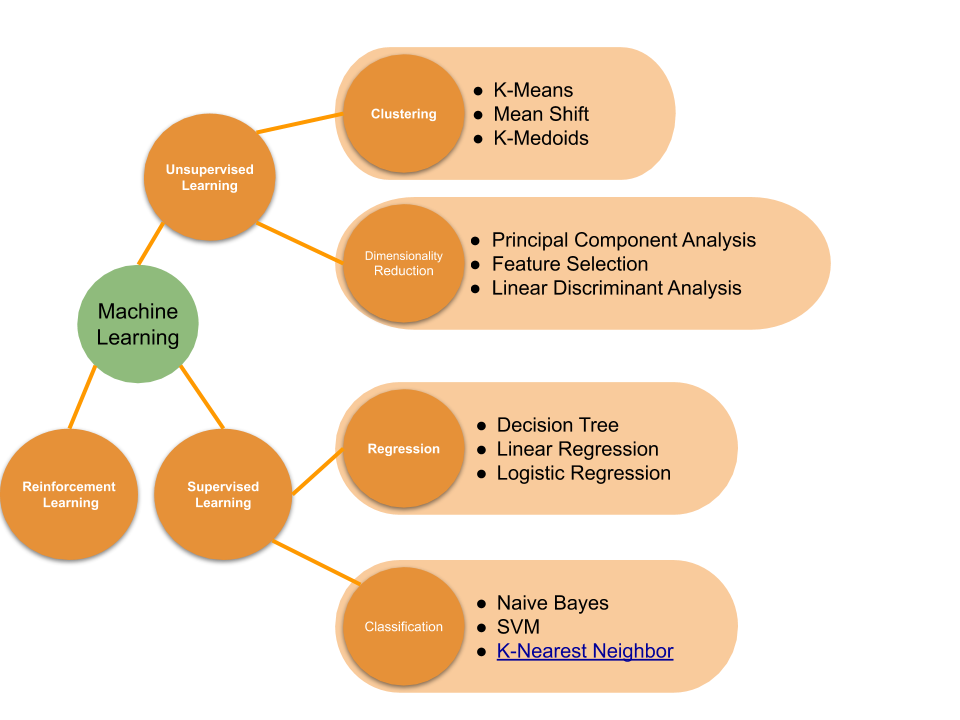 Clustering
● K-Means
● Mean Shift
● K-Medoids
Unsupervised
Learning
Dimensionality
Reduction
● Principal Component Analysis
● Feature Selection
● Linear Discriminant Analysis
Machine
Learning
Regression
● Decision Tree
● Linear Regression
● Logistic Regression
Reinforcement
Learning
Supervised
Learning
Classification
● Naive Bayes
● SVM
● K-Nearest Neighbor